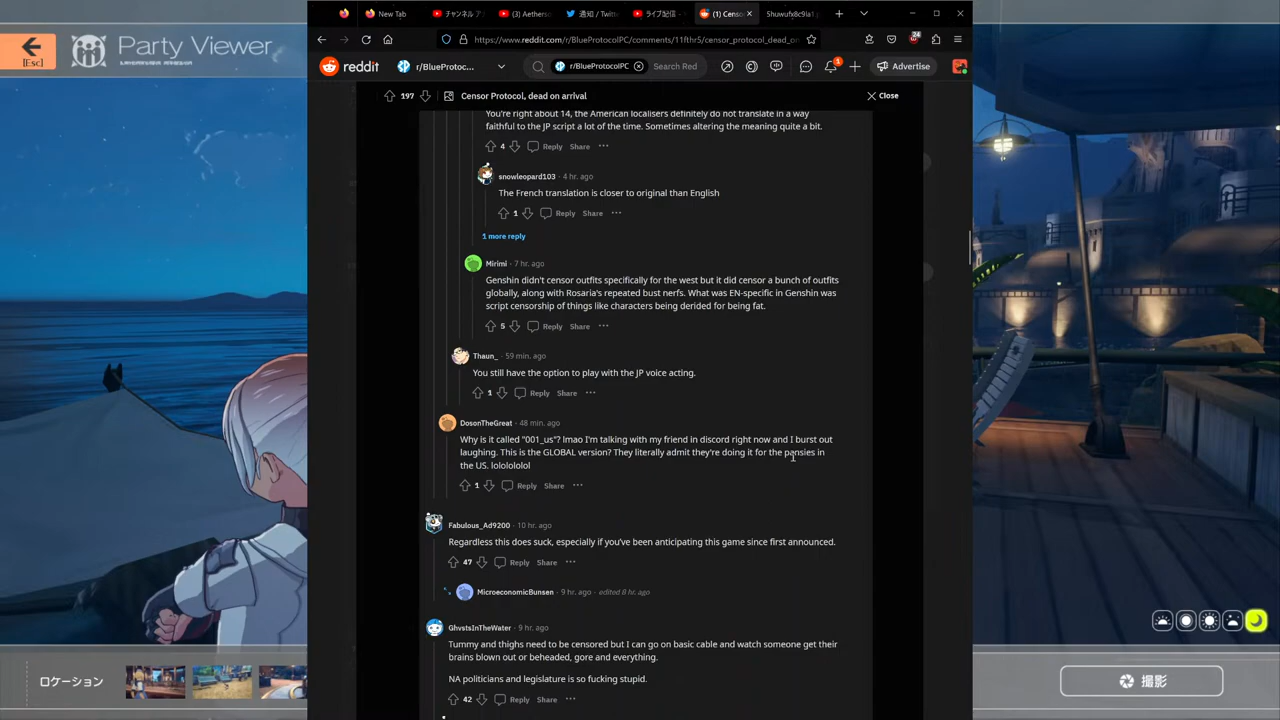 [Esc]
Party Viewer
New Tab
チャンネル ア
(3) Aethers
通知 / Twitte
ライブ配信 -
(1) Censo
5huwufx8c9la1
https://www.reddit.com/r/BlueProtocolPC/comments/11fthr5/censor_protocol_dead_on_
24
reddit
r/BlueProtoc...
r/BlueProtocolPC
Search Red
1
Advertise
197
Censor Protocol, dead on arrival
Close
You're right about 14, the American localisers definitely do not translate in a way
faithful to the JP script a lot of the time. Sometimes altering the meaning quite a bit.
4 Reply Share ...
snowleopard103 · 4 hr. ago
The French translation is closer to original than English
1 Reply Share ...
1 more reply
Mirimi · 7 hr. ago
Genshin didn't censor outfits specifically for the west but it did censor a bunch of outfits
globally, along with Rosaria's repeated bust nerfs. What was EN-specific in Genshin was
script censorship of things like characters being derided for being fat.
5 Reply Share ...
Thaun_ · 59 min. ago
You still have the option to play with the JP voice acting.
1 Reply Share ...
DosonTheGreat · 48 min. ago
Why is it called "001_us"? lmao I'm talking with my friend in discord right now and I burst out
laughing. This is the GLOBAL version? They literally admit they're doing it for the pansies in
the US. lolololol
1 Reply Share ...
Fabulous_Ad9200 · 10 hr. ago
Regardless this does suck, especially if you've been anticipating this game since first announced.
47 Reply Share ...
MicroeconomicBunsen · 9 hr. ago · edited 8 hr. ago
GhvstsInTheWater · 9 hr. ago
Tummy and thighs need to be censored but I can go on basic cable and watch someone get their
brains blown out or beheaded, gore and everything.
NA politicians and legislature is so fucking stupid.
42 Reply Share ...
ロケーション
撮影